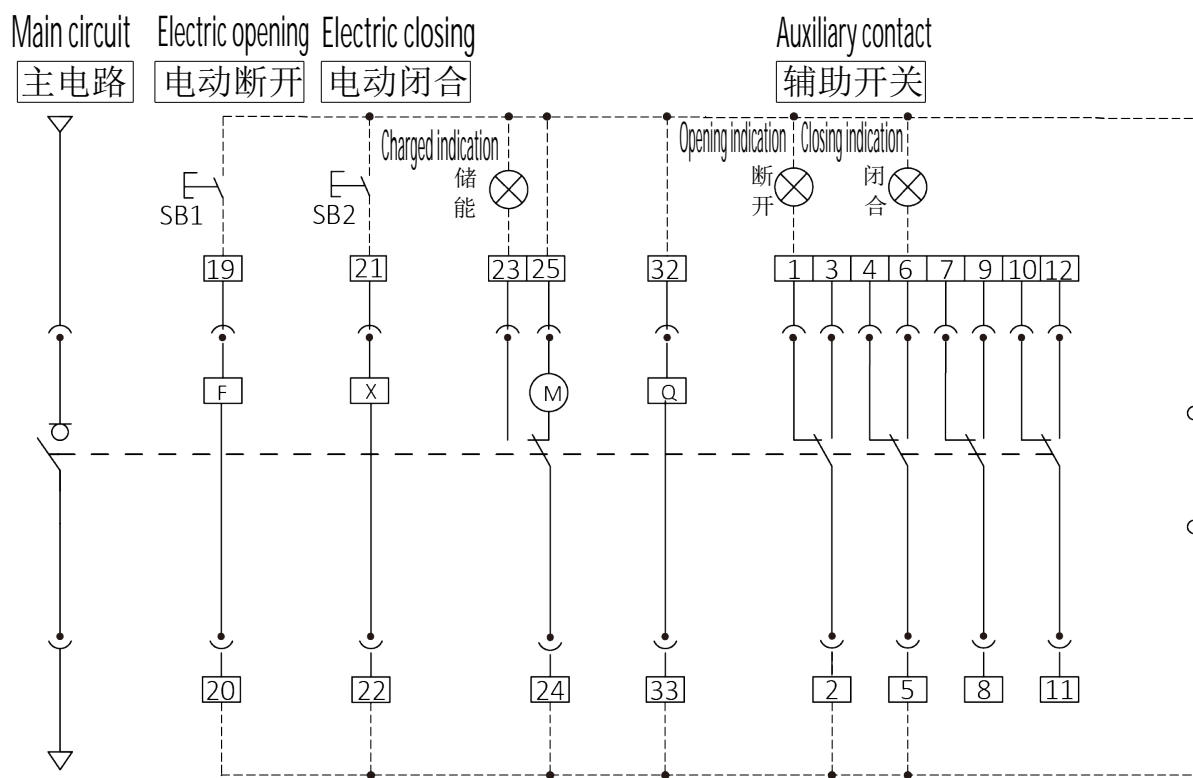 Main circuit
Electric opening
Electric closing
Auxiliary contact
主电路
电动断开
电动闭合
辅助开关
Charged indication
Opening indication
Closing indication
储能
断开
闭合
SB1
SB2
19
21
23
25
32
1
3
4
6
7
9
10
12
F
X
M
Q
20
22
24
33
2
5
8
11